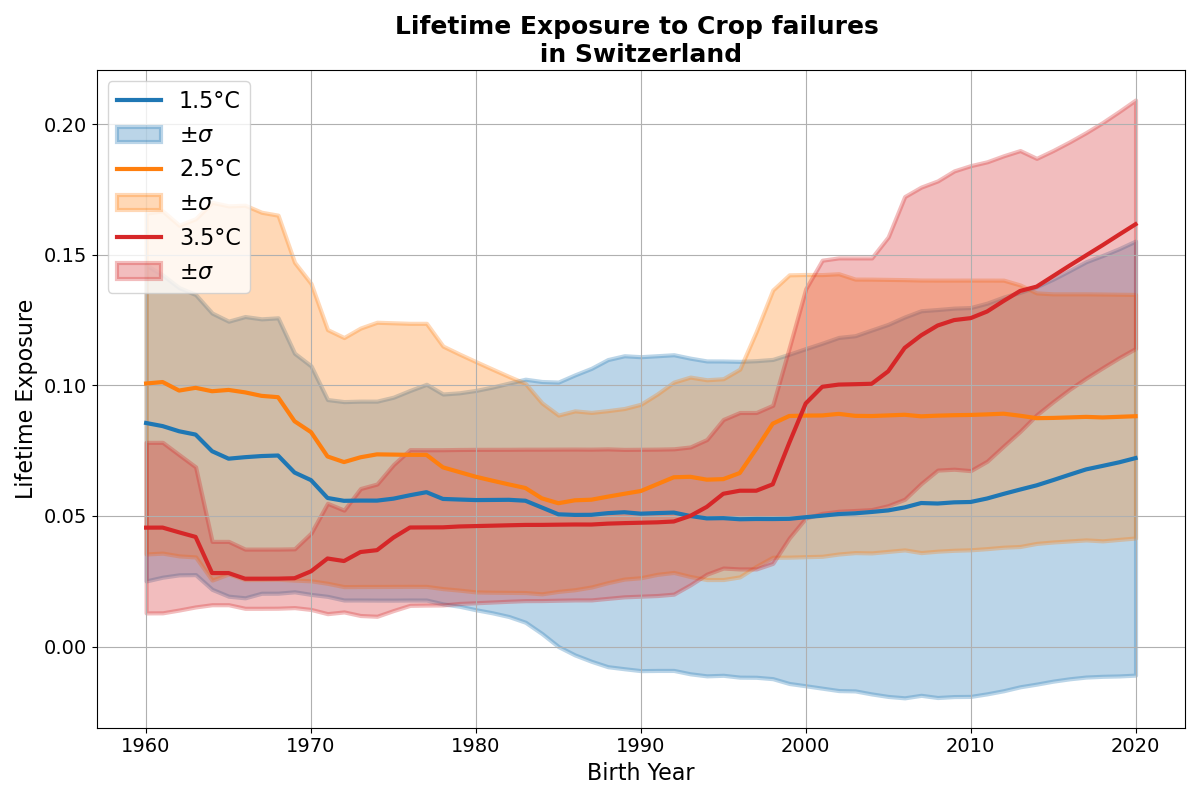 Lifetime Exposure to Crop failures
in Switzerland
1.5°C
±σ
2.5°C
±σ
3.5°C
±σ
Lifetime Exposure
0.20
0.15
0.10
0.05
0.00
1960 1970 1980 1990 2000 2010 2020
Birth Year